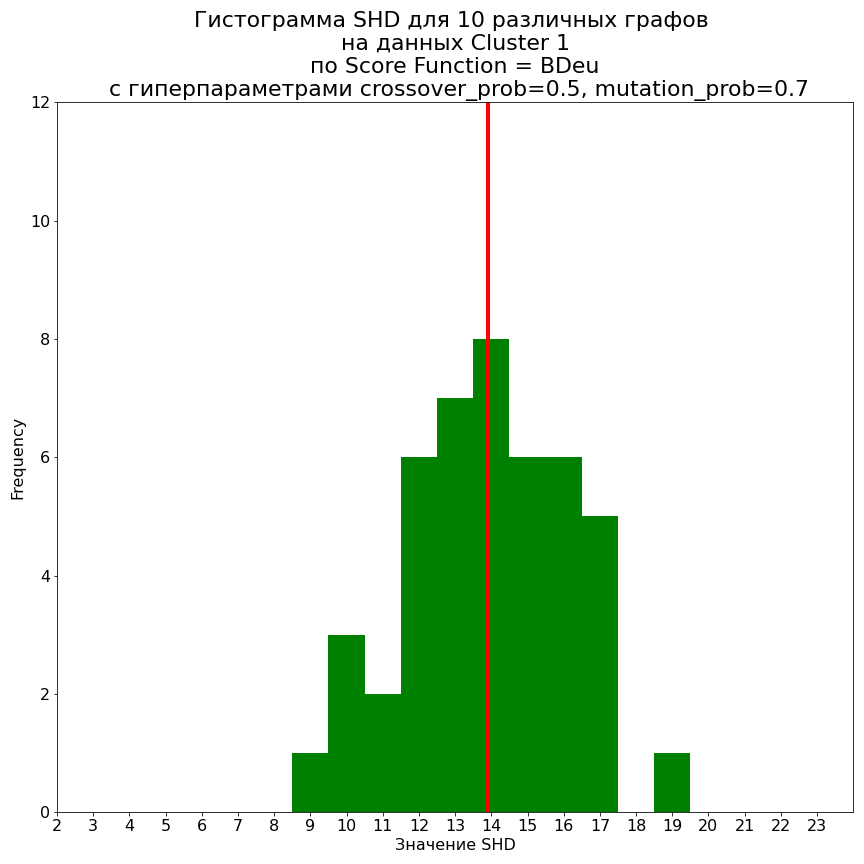 Гистограмма SHD для 10 различных графов
на данных Cluster 1
по Score Function = BDeu
с гиперпараметрами crossover_prob=0.5, mutation_prob=0.7
12
10
8
6
4
2
0
Frequency
2 3 4 5 6 7 8 9 10 11 12 13 14 15 16 17 18 19 20 21 22 23
Значение SHD